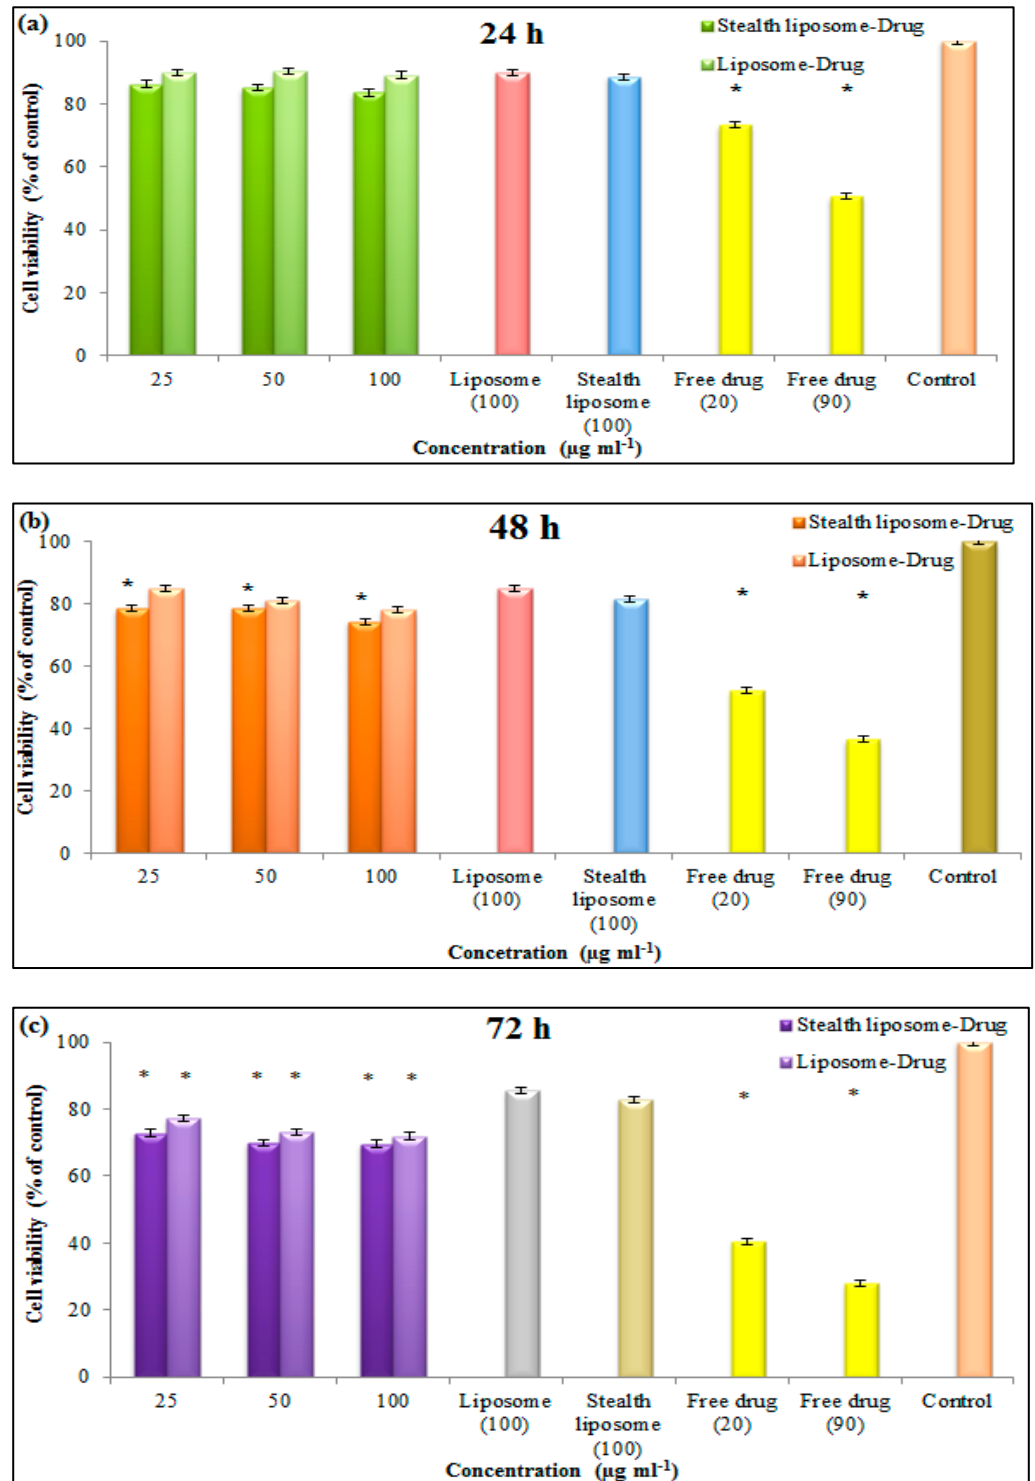 (a)
24 h
Stealth liposome-Drug
Liposome-Drug
Cell viability (% of control)
100
80
60
40
20
0
* *
25 50 100 Liposome (100) Stealth liposome (100) Free drug (20) Free drug (90) Control
Concentration (µg ml-1)
(b)
48 h
Stealth liposome-Drug
Liposome-Drug
Cell viability (% of control)
100
80
60
40
20
0
* * * * *
25 50 100 Liposome (100) Stealth liposome (100) Free drug (20) Free drug (90) Control
Concetration (µg ml-1)
(c)
72 h
Stealth liposome-Drug
Liposome-Drug
Cell viability (% of control)
100
80
60
40
20
0
* * * * * * * *
25 50 100 Liposome (100) Stealth liposome (100) Free drug (20) Free drug (90) Control
Concentration (µg ml-1)